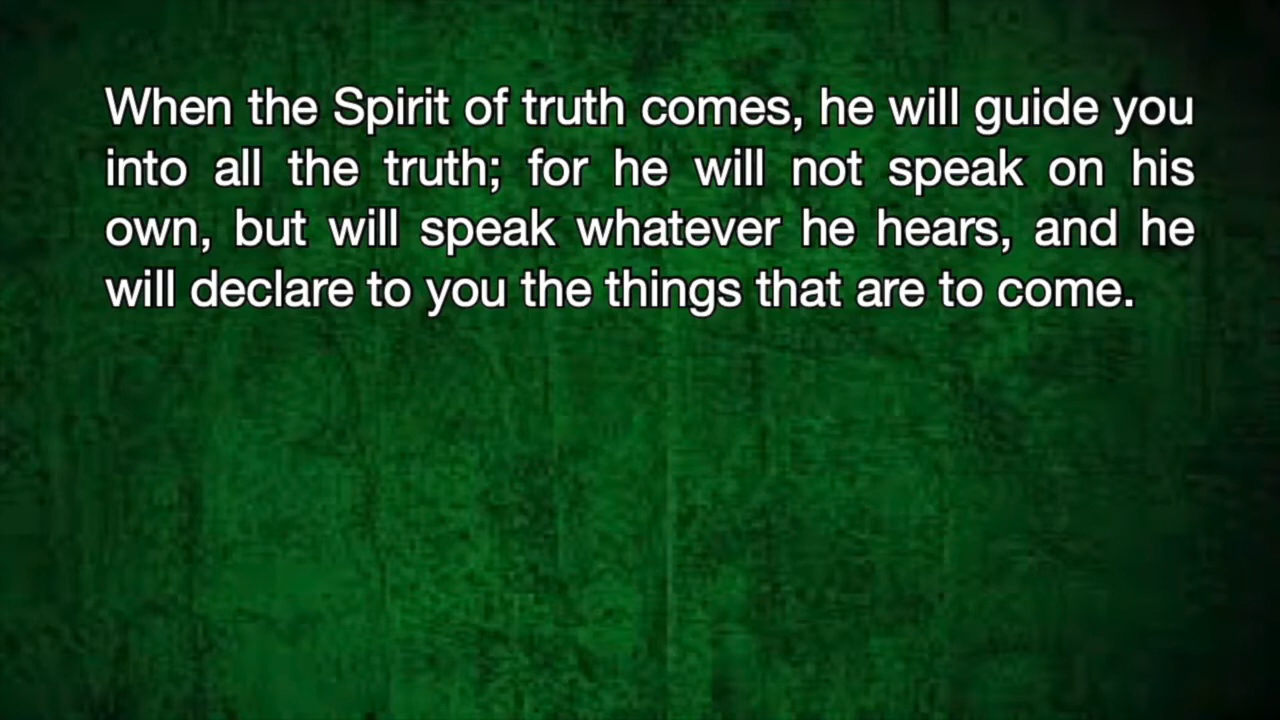 When the Spirit of truth comes, he will guide you
into all the truth; for he will not speak on his
own, but will speak whatever he hears, and he
will declare to you the things that are to come.